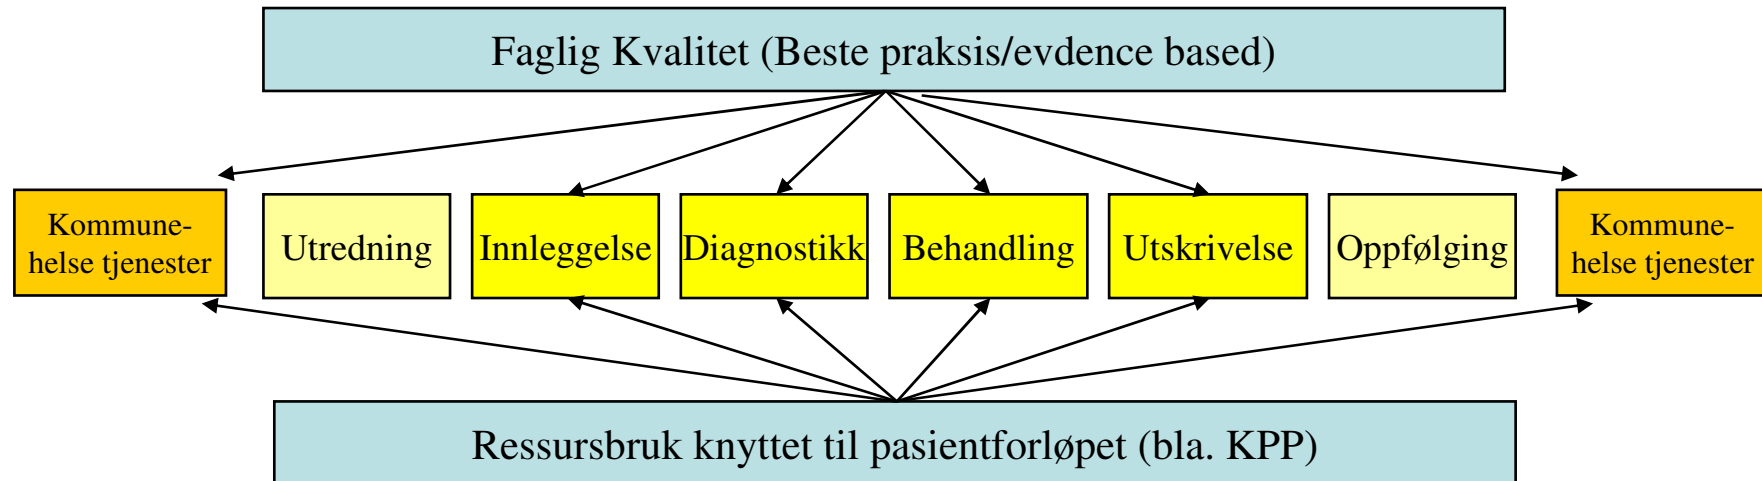 Faglig Kvalitet (Beste praksis/evdence based)
Kommune-
helse tjenester
Utredning
Innleggelse
Diagnostikk
Behandling
Utskrivelse
Oppfølging
Kommune-
helse tjenester
Ressursbruk knyttet til pasientforløpet (bla. KPP)